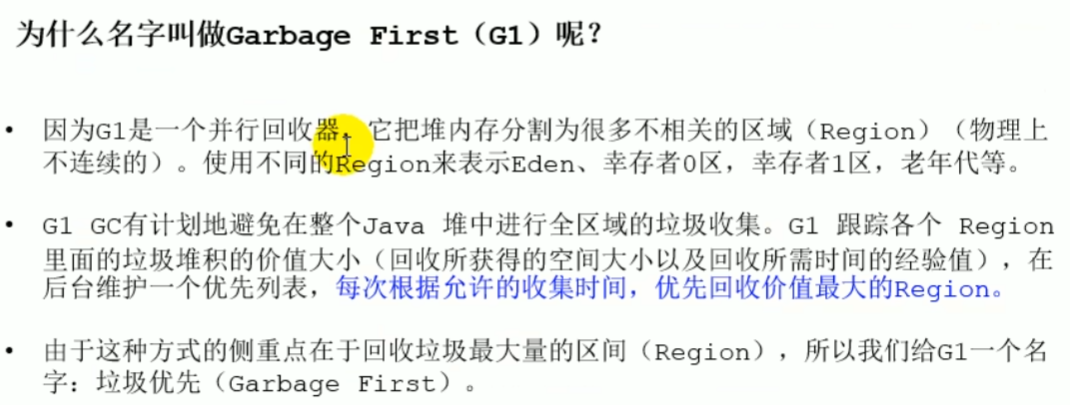 为什么名字叫做Garbage First（G1）呢？
• 因为G1是一个并行回收器，它把堆内存分割为很多不相关的区域（Region）（物理上
不连续的）。使用不同的Region来表示Eden、幸存者0区，幸存者1区，老年代等。
• G1 GC有计划地避免在整个Java 堆中进行全区域的垃圾收集。G1 跟踪各个 Region
里面的垃圾堆积的价值大小（回收所获得的空间大小以及回收所需时间的经验值），在
后台维护一个优先列表，每次根据允许的收集时间，优先回收价值最大的Region。
• 由于这种方式的侧重点在于回收垃圾最大量的区间（Region），所以我们给G1一个名
字：垃圾优先（Garbage First）。